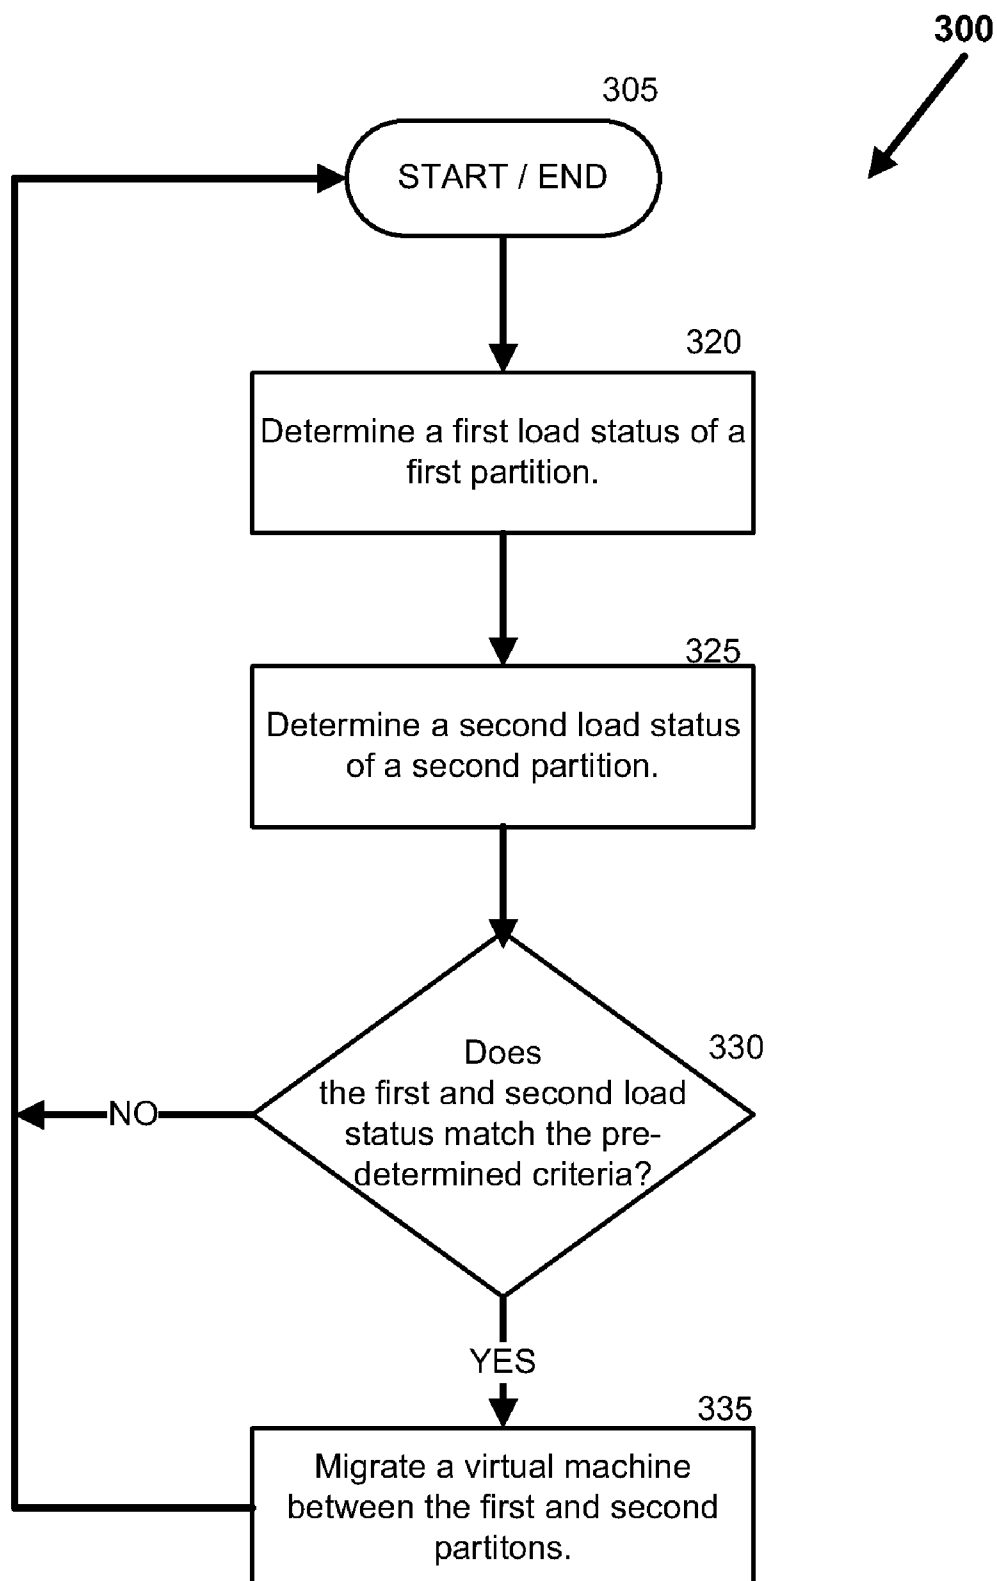 300
305
START / END
320
Determine a first load status of a
first partition.
325
Determine a second load status
of a second partition.
330
Does
the first and second load
status match the pre-
determined criteria?
NO
YES
335
Migrate a virtual machine
between the first and second
partitons.